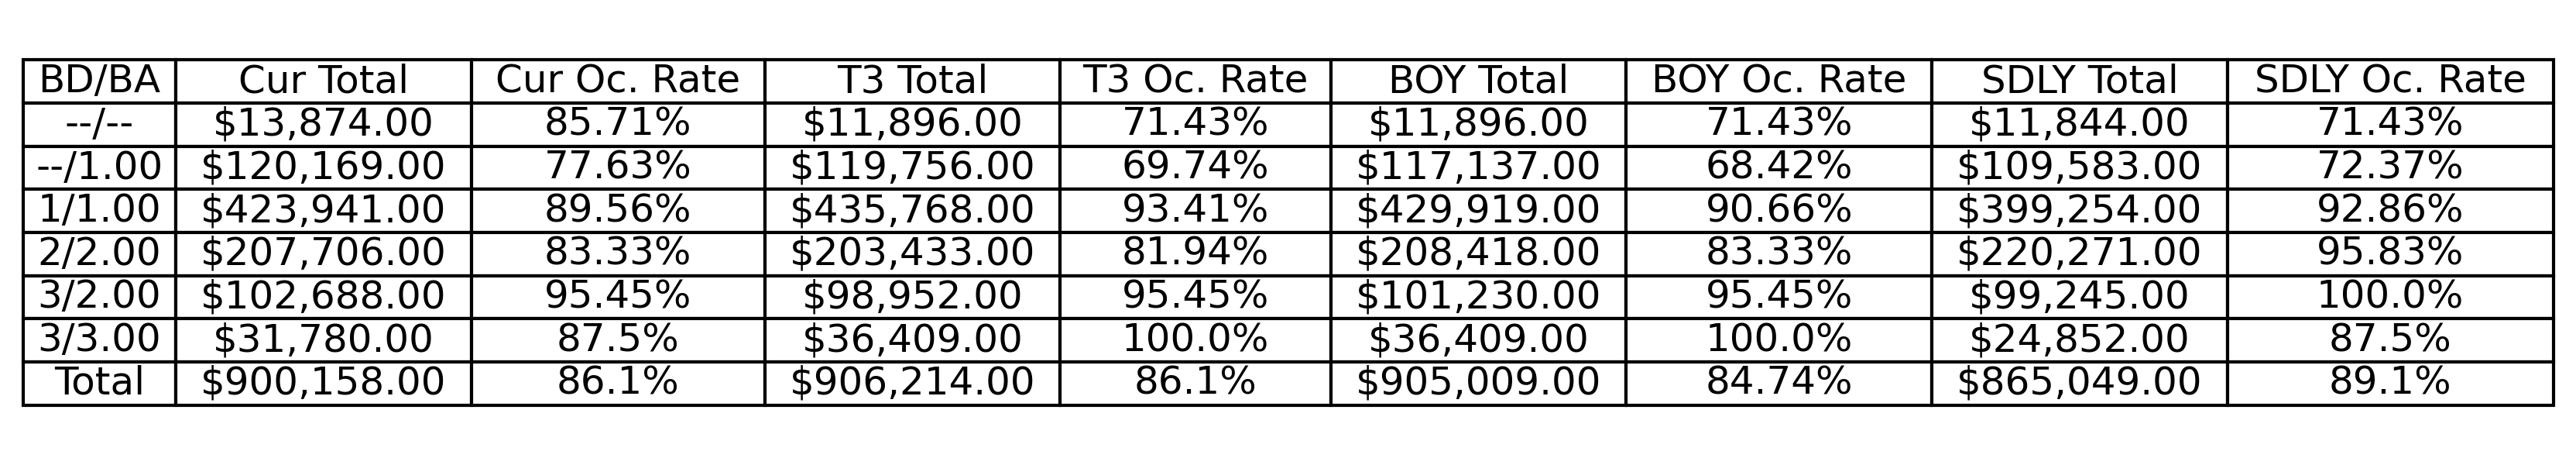 BD/BA Cur Total Cur Oc. Rate T3 Total T3 Oc. Rate BOY Total BOY Oc. Rate SDLY Total SDLY Oc. Rate
--/-- $13,874.00 85.71% $11,896.00 71.43% $11,896.00 71.43% $11,844.00 71.43%
--/1.00 $120,169.00 77.63% $119,756.00 69.74% $117,137.00 68.42% $109,583.00 72.37%
1/1.00 $423,941.00 89.56% $435,768.00 93.41% $429,919.00 90.66% $399,254.00 92.86%
2/2.00 $207,706.00 83.33% $203,433.00 81.94% $208,418.00 83.33% $220,271.00 95.83%
3/2.00 $102,688.00 95.45% $98,952.00 95.45% $101,230.00 95.45% $99,245.00 100.0%
3/3.00 $31,780.00 87.5% $36,409.00 100.0% $36,409.00 100.0% $24,852.00 87.5%
Total $900,158.00 86.1% $906,214.00 86.1% $905,009.00 84.74% $865,049.00 89.1%